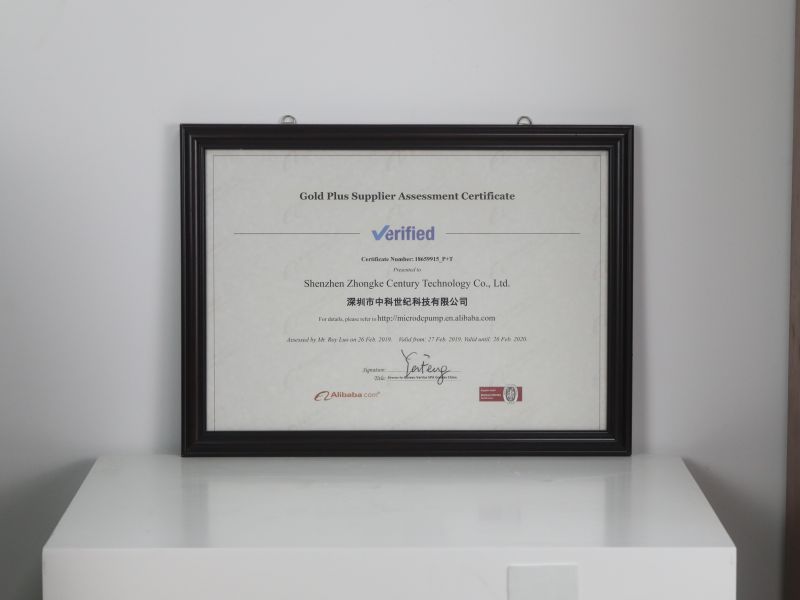 Gold Plus Supplier Assessment Certificate
Verified
Certificate Number: 18659915_P+T
Presented to
Shenzhen Zhongke Century Technology Co., Ltd.
深圳市中科世纪科技有限公司
For details, please refer to http://microdcpump.en.alibaba.com
Assessed by Mr. Roy Luo on 26 Feb. 2019. Valid from: 27 Feb. 2019. Valid until: 26 Feb. 2020.
Signature:
Title:
Alibaba.com